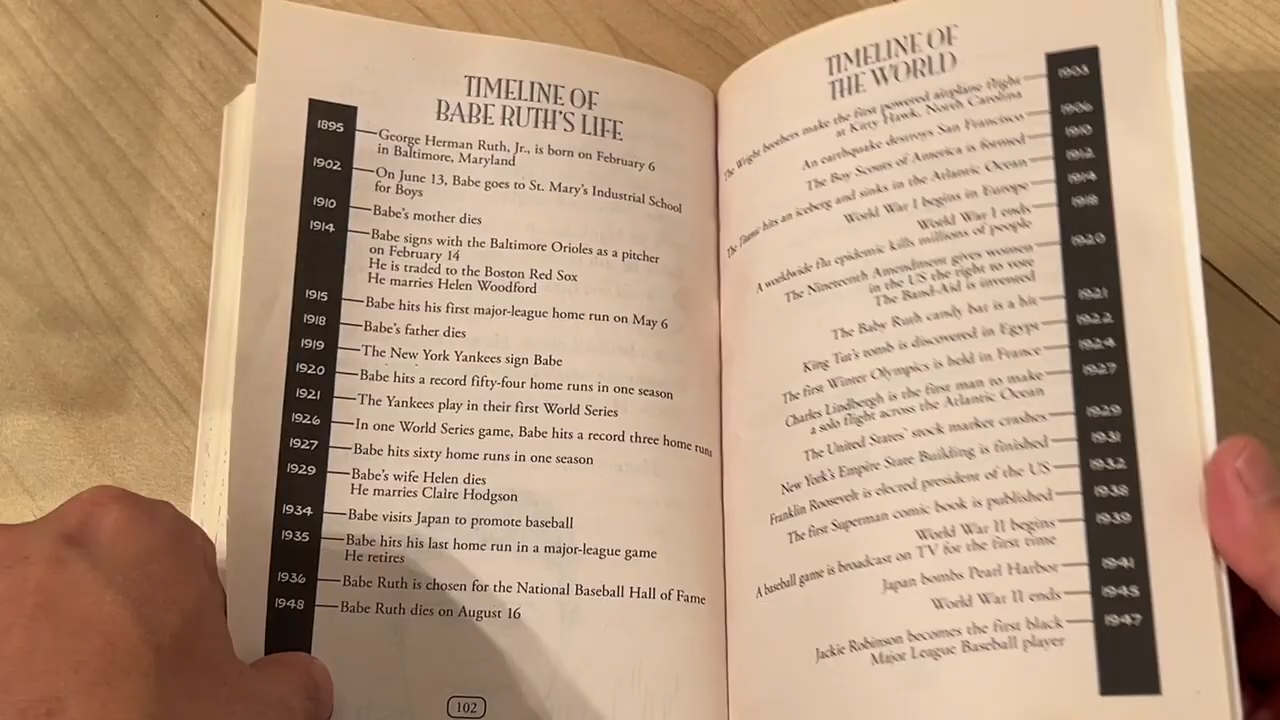 TIMELINE OF
BABE RUTH'S LIFE
1895
George Herman Ruth, Jr., is born on February 6
in Baltimore, Maryland
1902
On June 13, Babe goes to St. Mary's Industrial School
for Boys
1910
Babe's mother dies
1914
Babe signs with the Baltimore Orioles as a pitcher
on February 14
He is traded to the Boston Red Sox
He marries Helen Woodford
1915
Babe hits his first major-league home run on May 6
1918
Babe's father dies
1919
The New York Yankees sign Babe
1920
Babe hits a record fifty-four home runs in one season
1921
The Yankees play in their first World Series
1926
In one World Series game, Babe hits a record three home runs
1927
Babe hits sixty home runs in one season
1929
Babe's wife Helen dies
He marries Claire Hodgson
1934
Babe visits Japan to promote baseball
1935
Babe hits his last home run in a major-league game
He retires
1936
Babe Ruth is chosen for the National Baseball Hall of Fame
1948
Babe Ruth dies on August 16
102
TIMELINE OF
THE WORLD
The Wright brothers make the first powered airplane flight
at Kitty Hawk, North Carolina
1903
An earthquake destroys San Francisco
1906
The Boy Scouts of America is formed
1910
The Titanic hits an iceberg and sinks in the Atlantic Ocean
1912
World War I begins in Europe
1914
World War I ends
1918
A worldwide flu epidemic kills millions of people
The Nineteenth Amendment gives women
1920
in the US the right to vote
The Band-Aid is invented
The Baby Ruth candy bar is a hit
1921
King Tut's tomb is discovered in Egypt
1922
The first Winter Olympics is held in France
1924
Charles Lindbergh is the first man to make
1927
a solo flight across the Atlantic Ocean
The United States' stock market crashes
1929
New York's Empire State Building is finished
1931
Franklin Roosevelt is elected president of the US
1932
The first Superman comic book is published
1938
World War II begins
1939
A baseball game is broadcast on TV for the first time
Japan bombs Pearl Harbor
1941
World War II ends
1945
Jackie Robinson becomes the first black
1947
Major League Baseball player